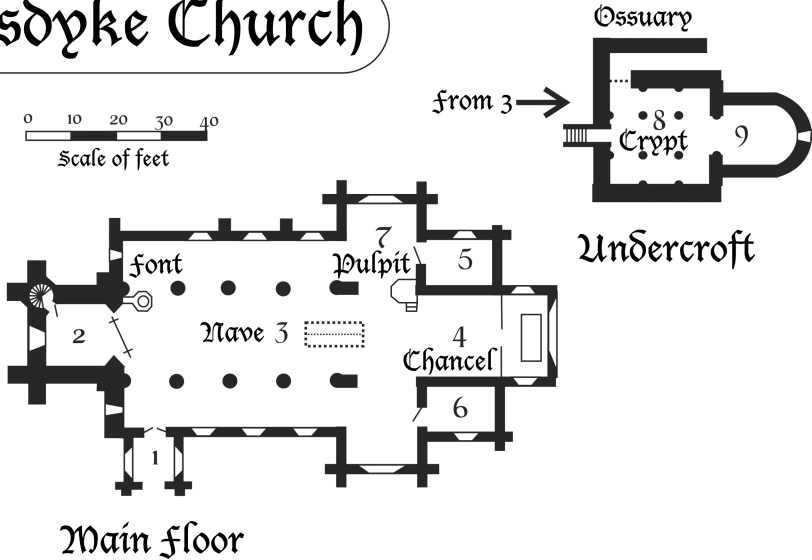 sdyke Church
Ossuary
From 3
0 10 20 30 40
Scale of feet
8
Crypt
9
Undercroft
7
Font
Pulpit
5
2
Nave 3
4
Chancel
6
1
Main Floor